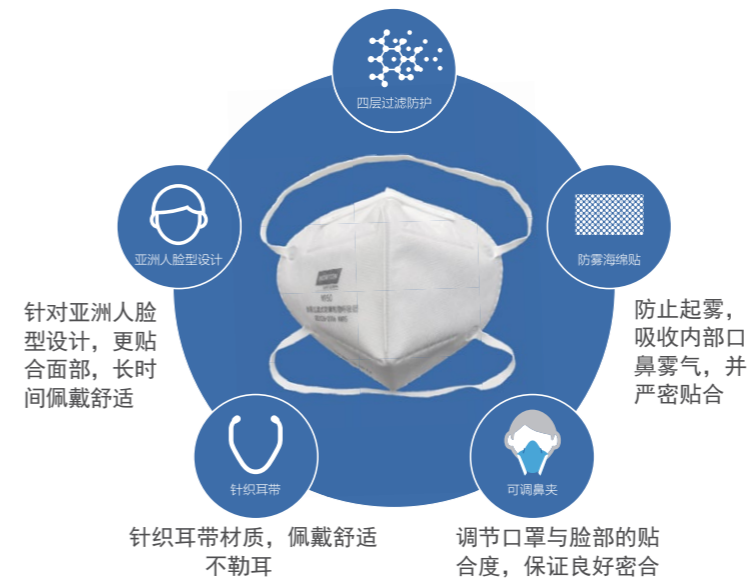 四层过滤防护
亚洲人脸型设计
防雾海绵贴
针对亚洲人脸
型设计，更贴
合面部，长时
间佩戴舒适
防止起雾，
吸收内部口
鼻雾气，并
严密贴合
针织耳带
可调鼻夹
针织耳带材质，佩戴舒适
不勒耳
调节口罩与脸部的贴
合度，保证良好密合